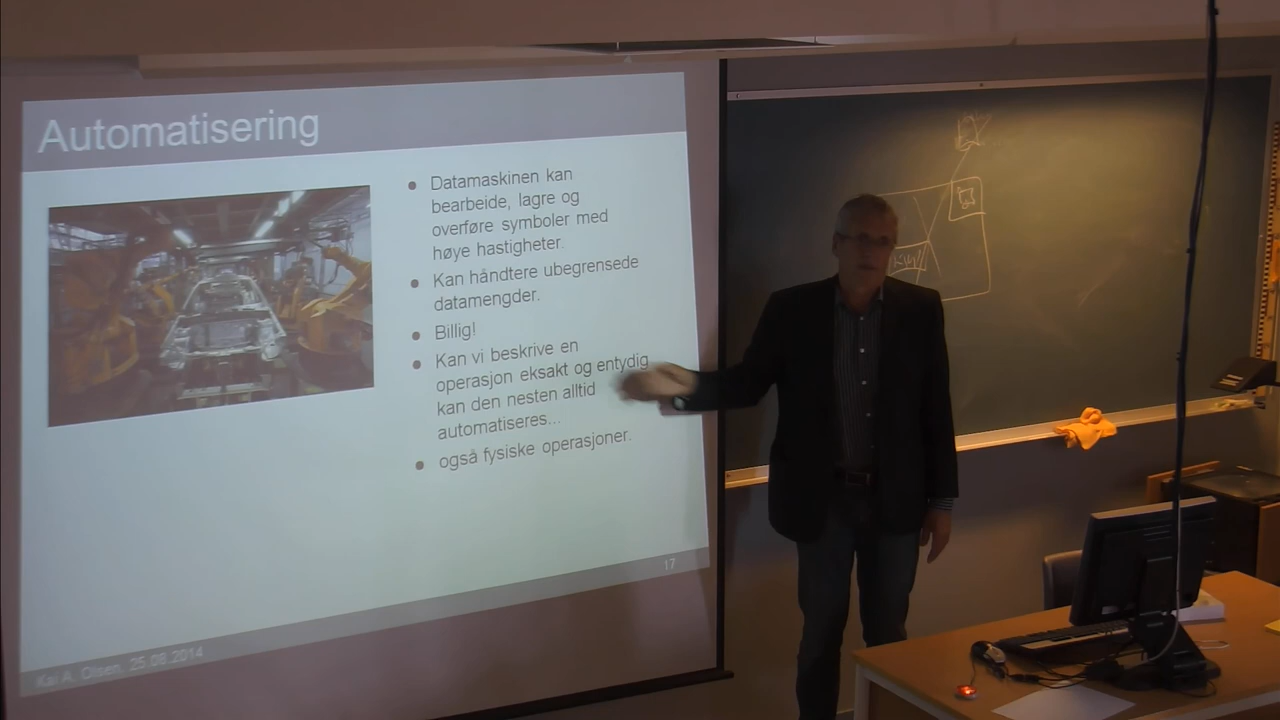 Automatisering
Datamaskinen kan
bearbeide, lagre og
overføre symboler med
høye hastigheter.
Kan håndtere ubegrensede
datamengder.
Billig!
Kan vi beskrive en
operasjon eksakt og entydig
kan den nesten alltid
automatiseres...
også fysiske operasjoner.
17
Kai A. Olsen, 25.08.2014